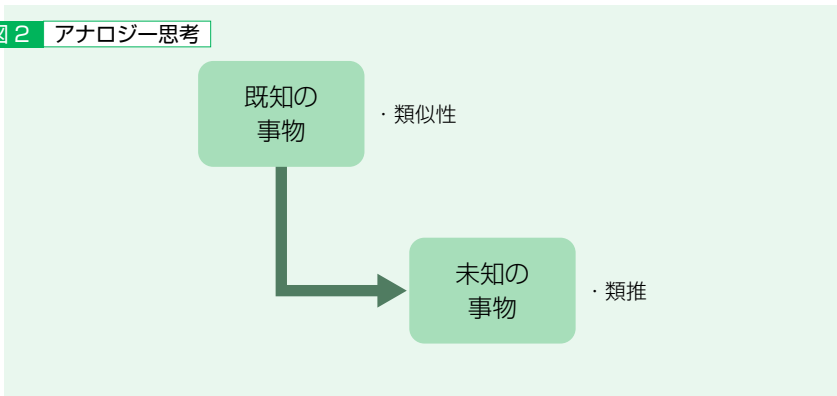 図2 アナロジー思考
既知の
事物
・類似性
未知の
事物
・類推